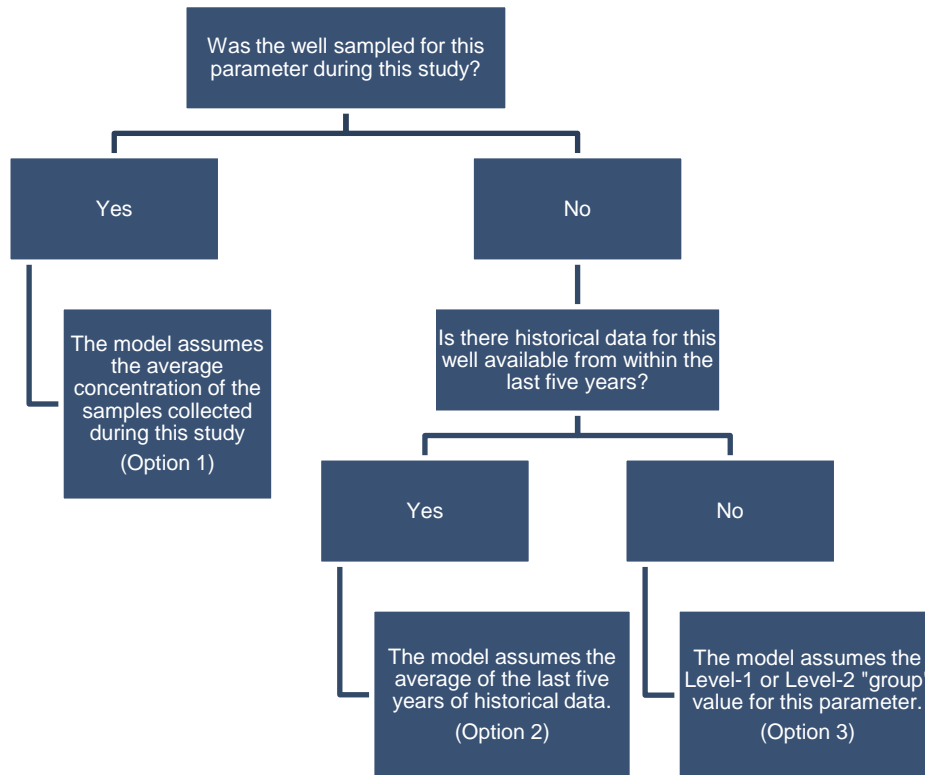 Was the well sampled for this
parameter during this study?
Yes
No
The model assumes
the average
concentration of the
samples collected
during this study
(Option 1)
Is there historical data for this
well available from within the
last five years?
Yes
No
The model assumes the
average of the last five
years of historical data.
(Option 2)
The model assumes the
Level-1 or Level-2 "group"
value for this parameter.
(Option 3)